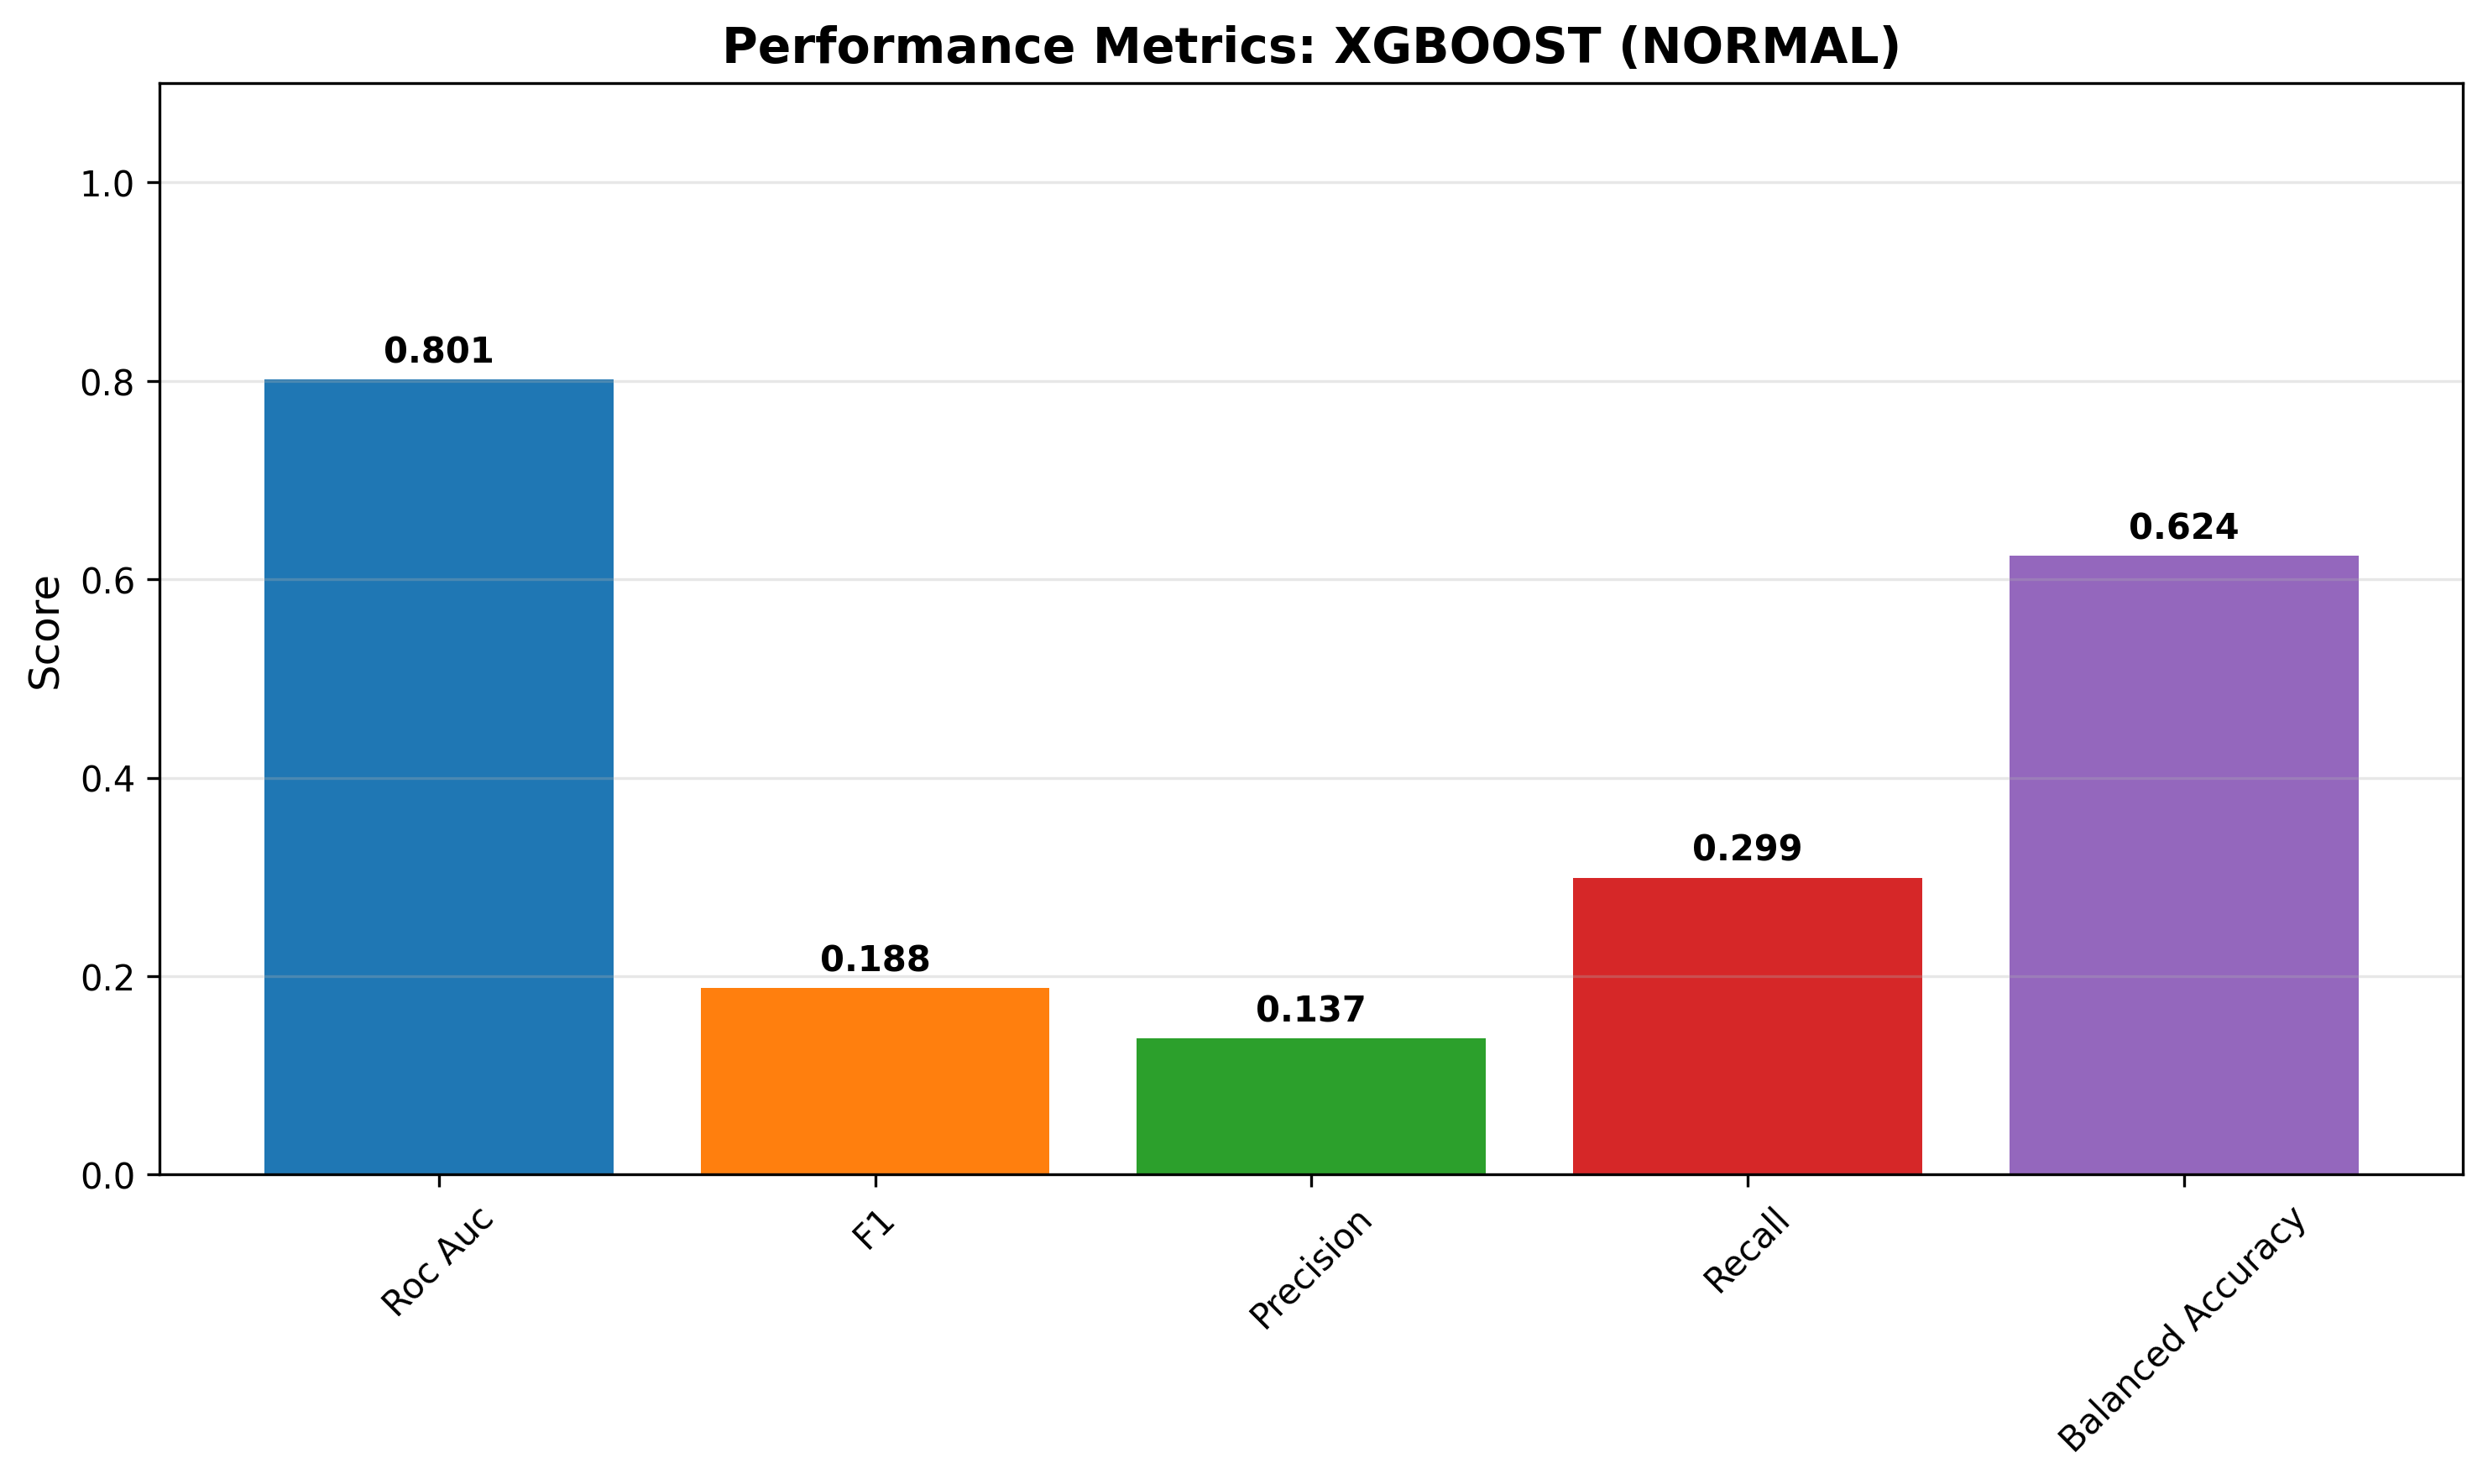 Performance Metrics: XGBOOST (NORMAL)
Score
1.0
0.8
0.6
0.4
0.2
0.0
0.801
0.188
0.137
0.299
0.624
Roc Auc
F1
Precision
Recall
Balanced Accuracy